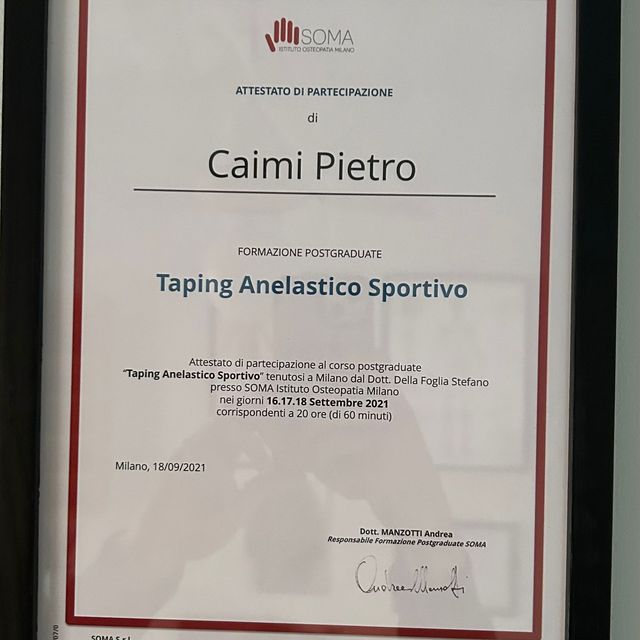 SOMA
ISTITUTO OSTEOPATIA MILANO
ATTESTATO DI PARTECIPAZIONE
di
Caimi Pietro
FORMAZIONE POSTGRADUATE
Taping Anelastico Sportivo
Attestato di partecipazione al corso postgraduate
"Taping Anelastico Sportivo" tenutosi a Milano dal Dott. Della Foglia Stefano
presso SOMA Istituto Osteopatia Milano
nei giorni 16.17.18 Settembre 2021
corrispondenti a 20 ore (di 60 minuti)
Milano, 18/09/2021
Dott. MANZOTTI Andrea
Responsabile Formazione Postgraduate SOMA
Andrea Manzotti
SOMA S.r.l.